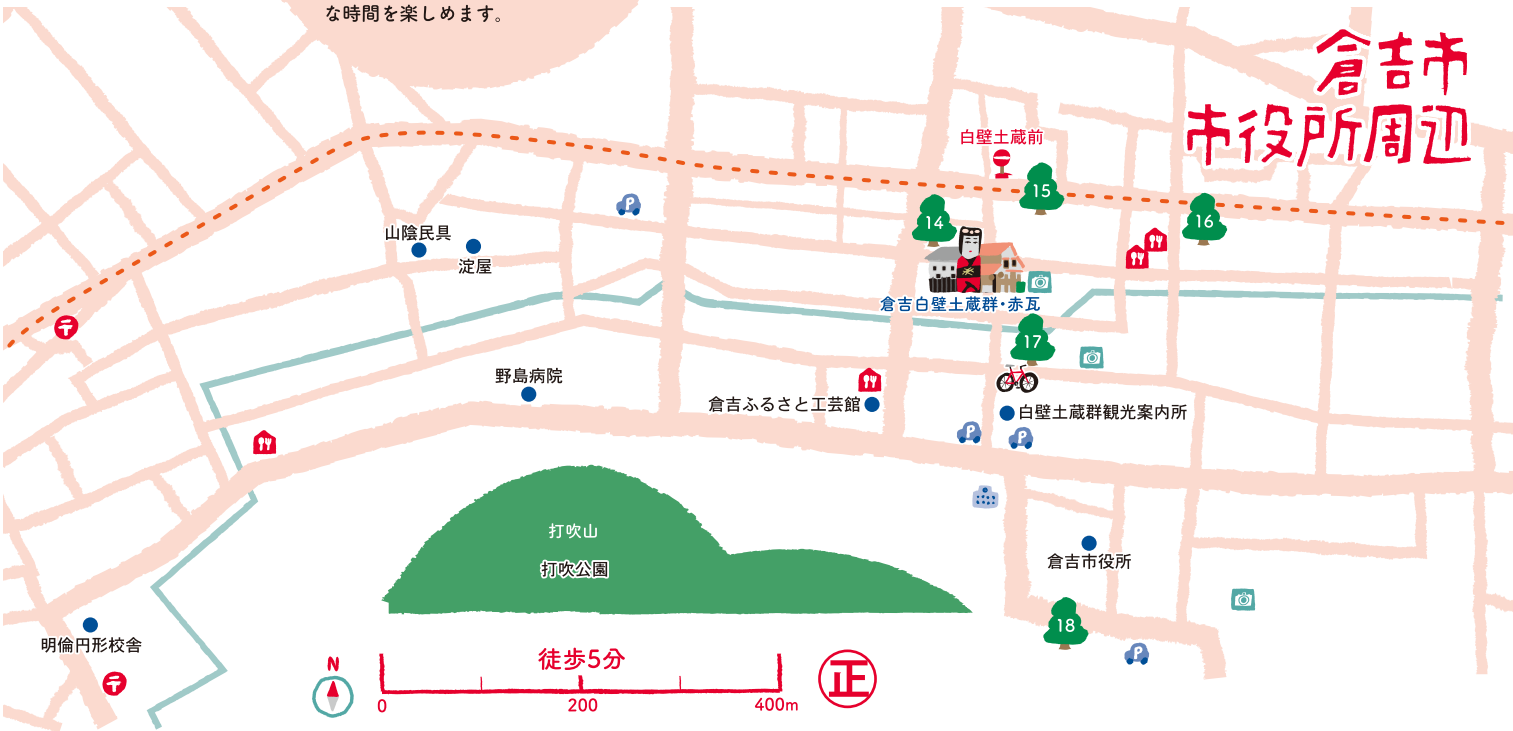 な時間を楽しめます。
倉吉市
市役所周辺
白壁土蔵前
15
14
16
P
山陰民具
淀屋
倉吉白壁土蔵群・赤瓦
17
野島病院
倉吉ふるさと工芸館
白壁土蔵群観光案内所
P
P
打吹山
打吹公園
倉吉市役所
18
明倫円形校舎
P
N
徒歩5分
正
0
200
400m